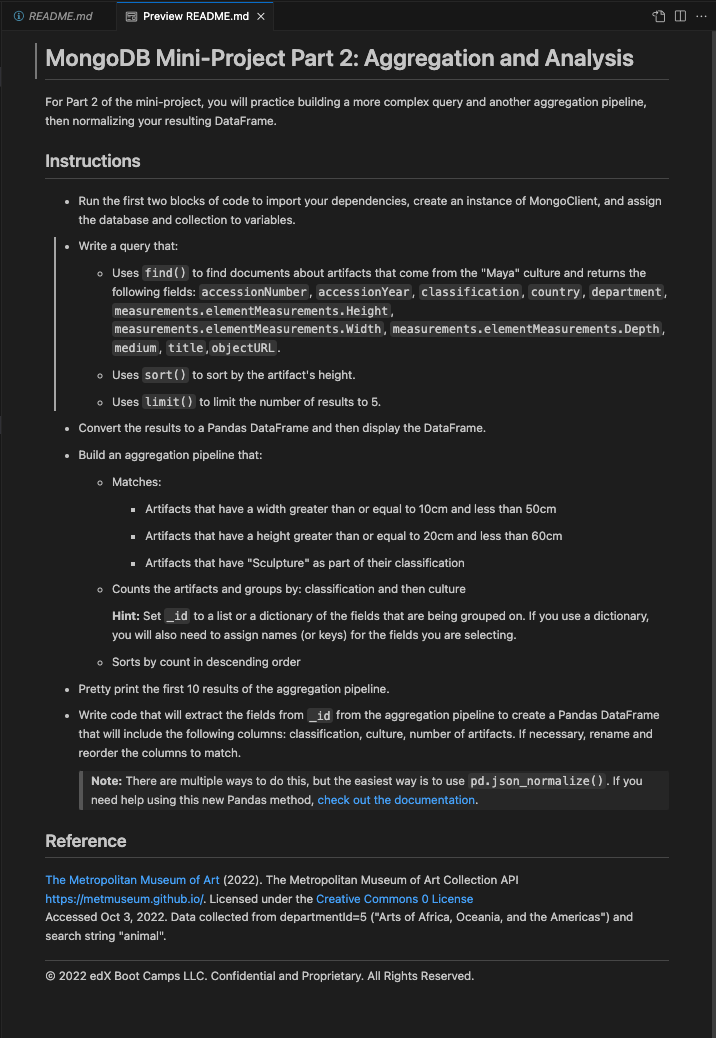 README.md
Preview README.md
MongoDB Mini-Project Part 2: Aggregation and Analysis
For Part 2 of the mini-project, you will practice building a more complex query and another aggregation pipeline,
then normalizing your resulting DataFrame.
Instructions
Run the first two blocks of code to import your dependencies, create an instance of MongoClient, and assign
the database and collection to variables.
Write a query that:
Uses find() to find documents about artifacts that come from the "Maya" culture and returns the
following fields: accessionNumber, accessionYear, classification, country, department,
measurements.elementMeasurements.Height,
measurements.elementMeasurements.Width, measurements.elementMeasurements.Depth,
medium, title,objectURL.
Uses sort() to sort by the artifact's height.
Uses limit() to limit the number of results to 5.
Convert the results to a Pandas DataFrame and then display the DataFrame.
Build an aggregation pipeline that:
Matches:
Artifacts that have a width greater than or equal to 10cm and less than 50cm
Artifacts that have a height greater than or equal to 20cm and less than 60cm
Artifacts that have "Sculpture" as part of their classification
Counts the artifacts and groups by: classification and then culture
Hint: Set _id to a list or a dictionary of the fields that are being grouped on. If you use a dictionary,
you will also need to assign names (or keys) for the fields you are selecting.
Sorts by count in descending order
Pretty print the first 10 results of the aggregation pipeline.
Write code that will extract the fields from _id from the aggregation pipeline to create a Pandas DataFrame
that will include the following columns: classification, culture, number of artifacts. If necessary, rename and
reorder the columns to match.
Note: There are multiple ways to do this, but the easiest way is to use pd.json_normalize(). If you
need help using this new Pandas method, check out the documentation.
Reference
The Metropolitan Museum of Art (2022). The Metropolitan Museum of Art Collection API
https://metmuseum.github.io/. Licensed under the Creative Commons 0 License
Accessed Oct 3, 2022. Data collected from departmentId=5 ("Arts of Africa, Oceania, and the Americas") and
search string "animal".
© 2022 edX Boot Camps LLC. Confidential and Proprietary. All Rights Reserved.